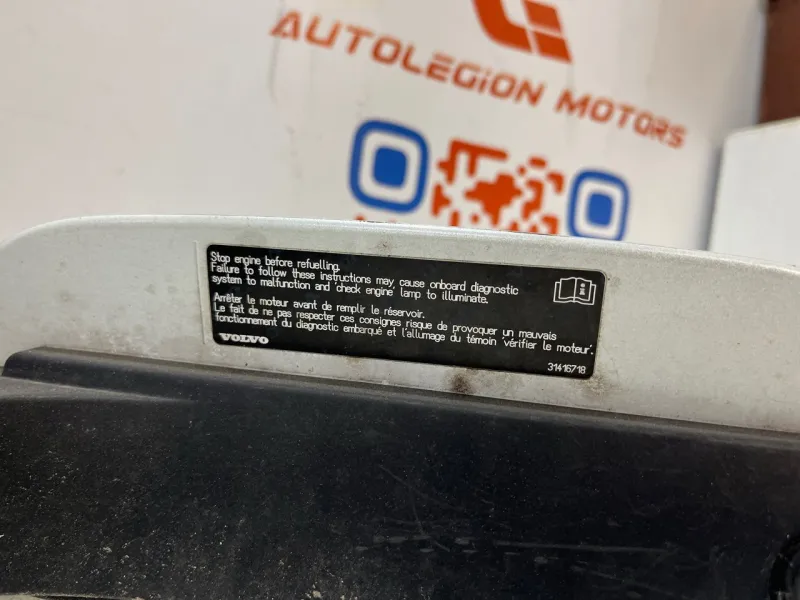 AUTOLEGION MOTORS
Stop engine before refuelling.
Failure to follow these instructions may cause onboard diagnostic
system to malfunction and 'check engine' lamp to illuminate.
Arrêter le moteur avant de remplir le réservoir.
Le fait de ne pas respecter ces consignes risque de provoquer un mauvais
fonctionnement du diagnostic embarqué et l'allumage du témoin 'vérifier le moteur'.
VOLVO
31416718